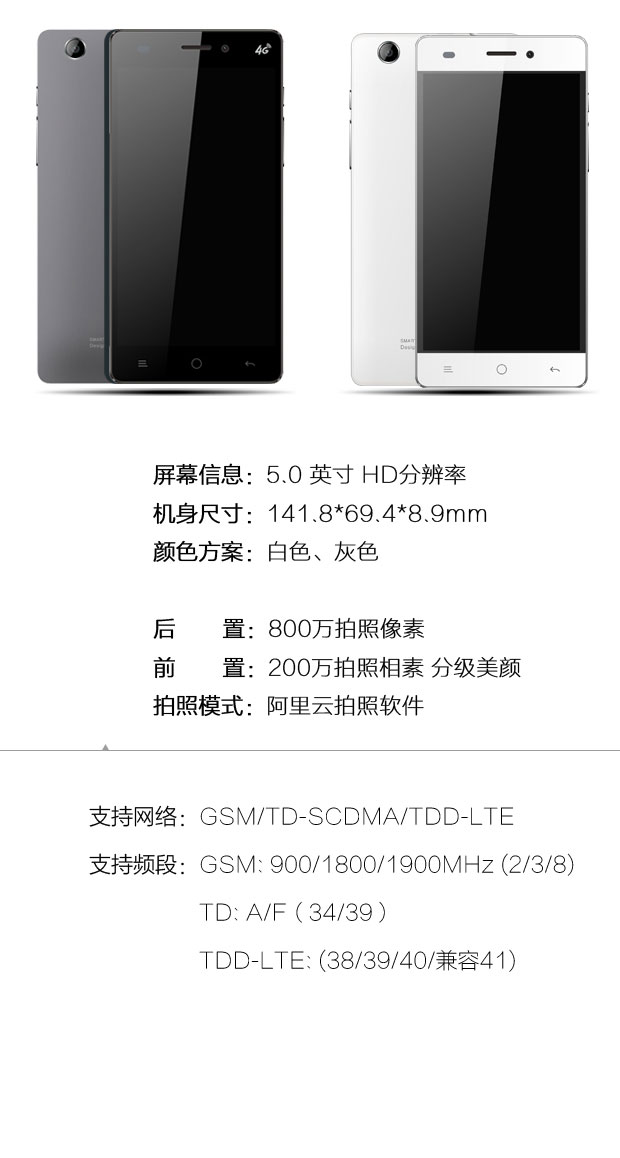 4G
SMART
Desig
SMART
Desig
屏幕信息：5.0 英寸 HD分辨率
机身尺寸：141.8*69.4*8.9mm
颜色方案：白色、灰色
后 置：800万拍照像素
前 置：200万拍照相素 分级美颜
拍照模式：阿里云拍照软件
支持网络：GSM/TD-SCDMA/TDD-LTE
支持频段：GSM: 900/1800/1900MHz (2/3/8)
TD: A/F ( 34/39 )
TDD-LTE: (38/39/40/兼容41)